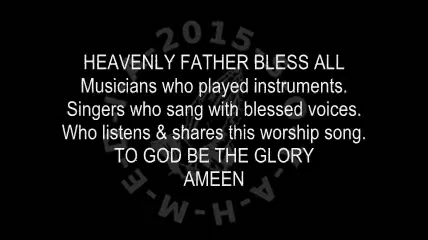 HEAVENLY FATHER BLESS ALL
Musicians who played instruments.
Singers who sang with blessed voices.
Who listens & shares this worship song.
TO GOD BE THE GLORY
AMEEN